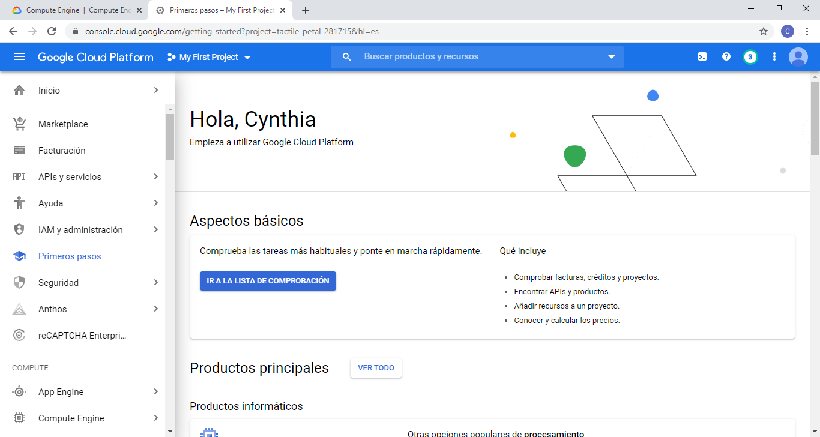 Compute Engine | Compute Engin
Primeros pasos – My First Project
console.cloud.google.com/getting-started?project=tactile-petal-281715&hl=es
C
Google Cloud Platform
My First Project
Buscar productos y recursos
Inicio
Marketplace
Facturación
API
APIs y servicios
Ayuda
IAM y administración
Primeros pasos
Seguridad
Anthos
reCAPTCHA Enterpri...
COMPUTE
App Engine
Compute Engine
Hola, Cynthia
Empieza a utilizar Google Cloud Platform
Aspectos básicos
Comprueba las tareas más habituales y ponte en marcha rápidamente.
IR A LA LISTA DE COMPROBACIÓN
Qué incluye
Comprobar facturas, créditos y proyectos.
Encontrar APIs y productos.
Añadir recursos a un proyecto.
Conocer y calcular los precios.
Productos principales
VER TODO
Productos informáticos
Otras opciones populares de procesamiento